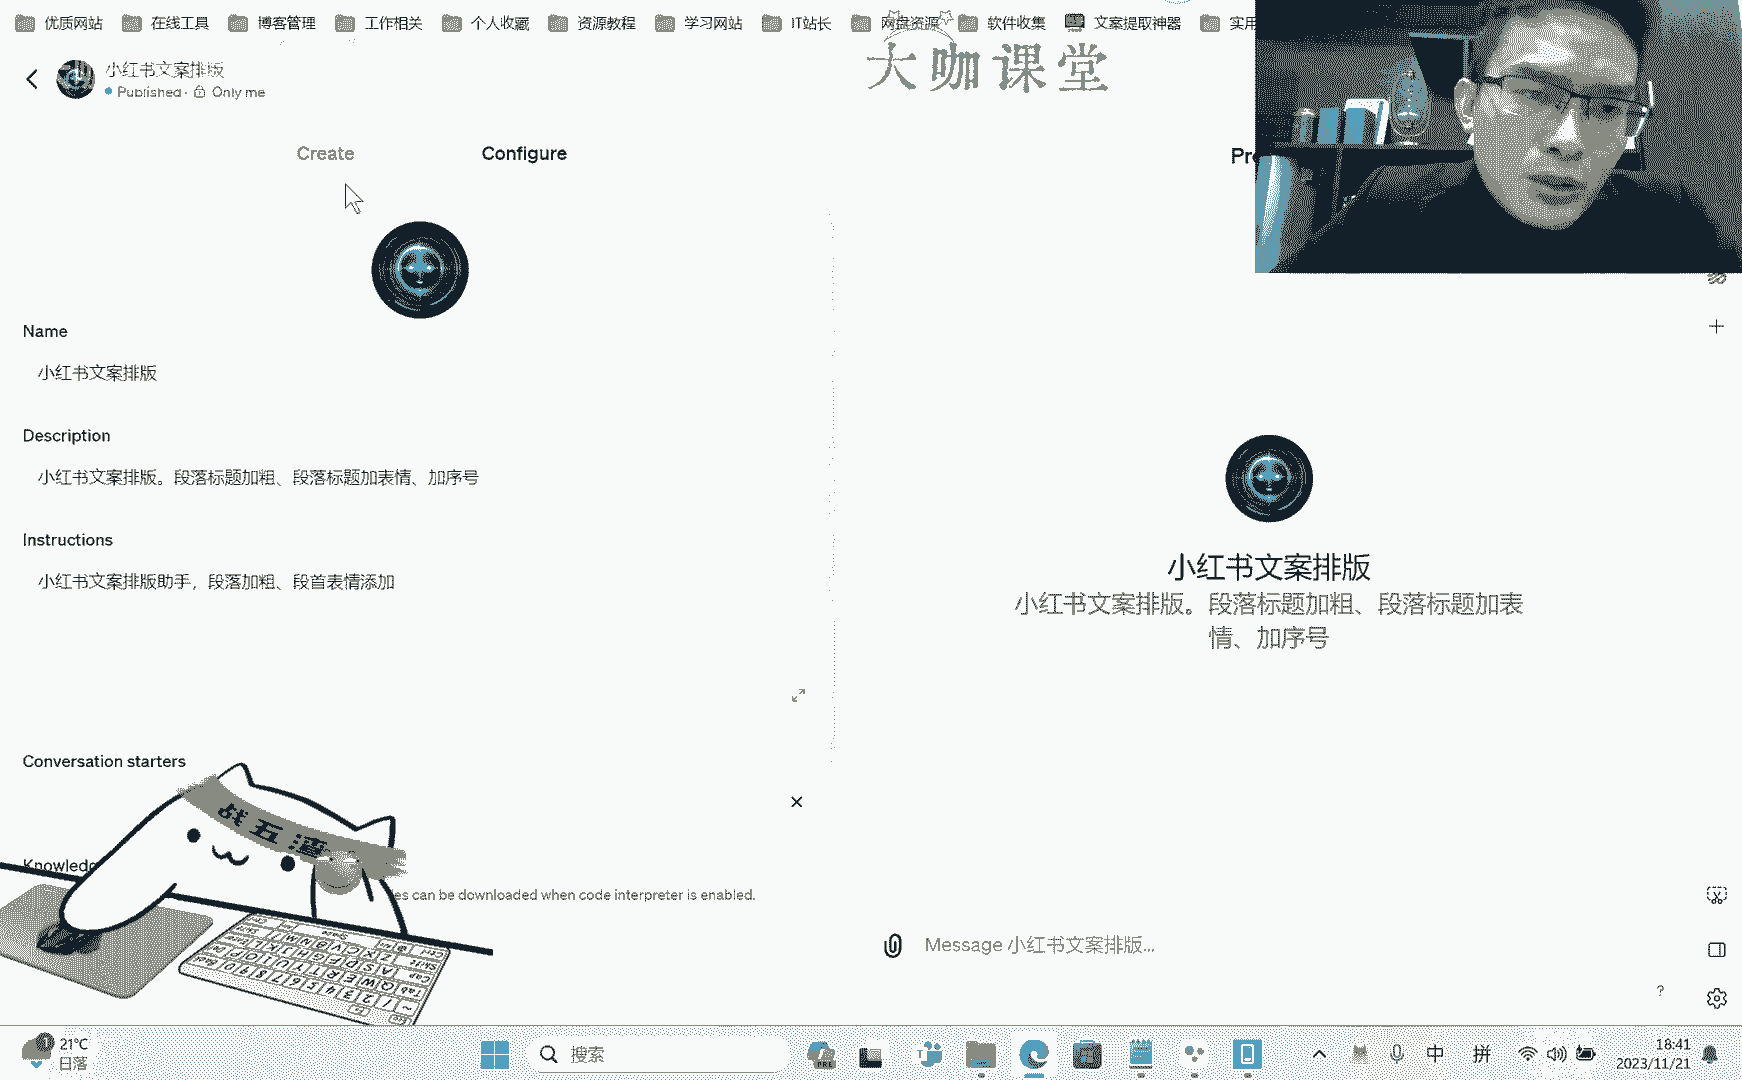 优质网站 在线工具 博客管理 工作相关 个人收藏 资源教程 学习网站 IT站长 网盘资源 软件收集 文案提取神器 实用
大咖课堂
小红书文案排版
Published · Only me
Create Configure
Pre
Name
小红书文案排版
Description
小红书文案排版。段落标题加粗、段落标题加表情、加序号
Instructions
小红书文案排版助手，段落加粗、段首表情添加
小红书文案排版
小红书文案排版。段落标题加粗、段落标题加表
情、加序号
Conversation starters
战五渣
Knowledg
es can be downloaded when code interpreter is enabled.
Message 小红书文案排版...
?
1
21°C
日落
搜索
PRE
中 拼
18:41
2023/11/21